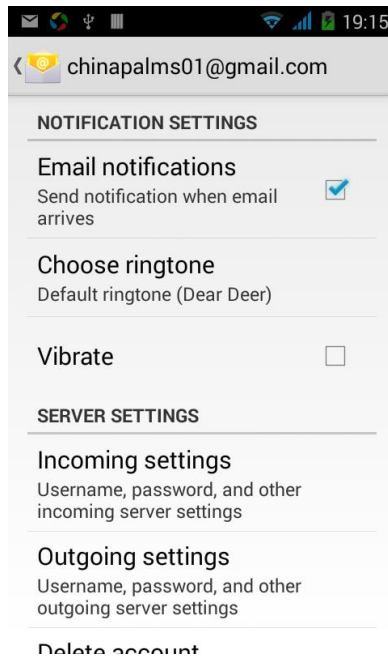 19:15
chinapalms01@gmail.com
NOTIFICATION SETTINGS
Email notifications
Send notification when email
arrives
Choose ringtone
Default ringtone (Dear Deer)
Vibrate
SERVER SETTINGS
Incoming settings
Username, password, and other
incoming server settings
Outgoing settings
Username, password, and other
outgoing server settings
Delete account